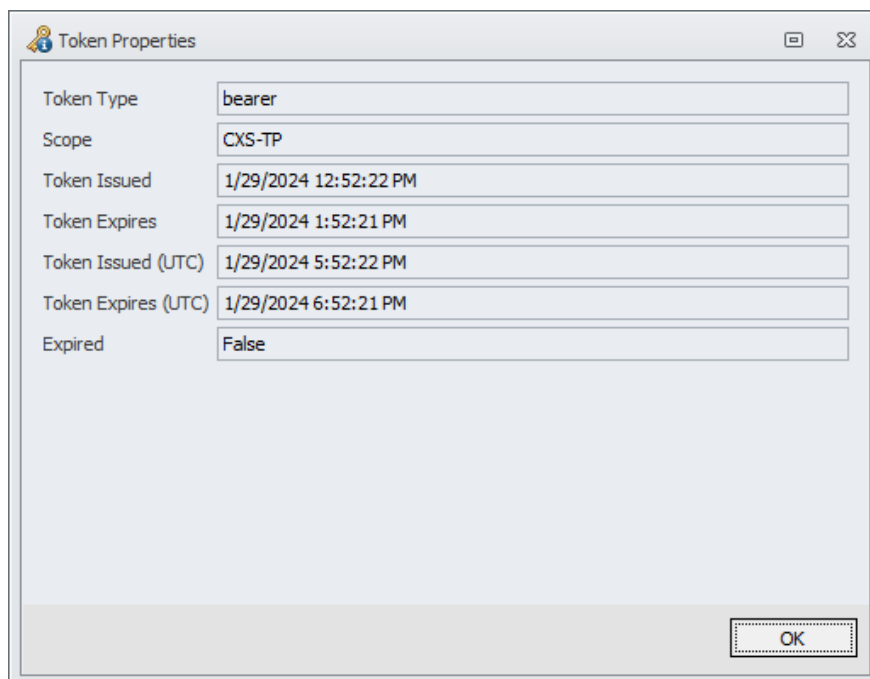 Token Properties
Token Type bearer
Scope CXS-TP
Token Issued 1/29/2024 12:52:22 PM
Token Expires 1/29/2024 1:52:21 PM
Token Issued (UTC) 1/29/2024 5:52:22 PM
Token Expires (UTC) 1/29/2024 6:52:21 PM
Expired False
OK